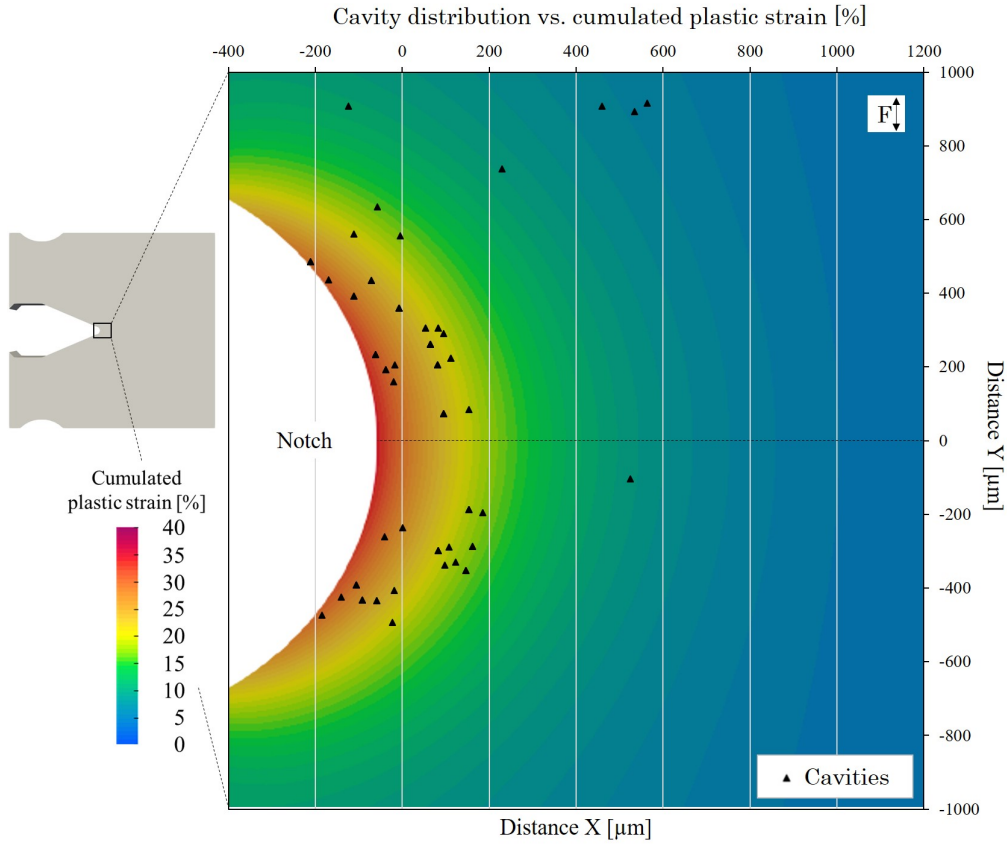 Cavity distribution vs. cumulated plastic strain [%]
-400 -200 0 200 400 600 800 1000 1200
1000
800
600
400
200
0
-200
-400
-600
-800
-1000
Distance Y [µm]
F
Notch
Cumulated
plastic strain [%]
40
35
30
25
20
15
10
5
0
Cavities
Distance X [µm]